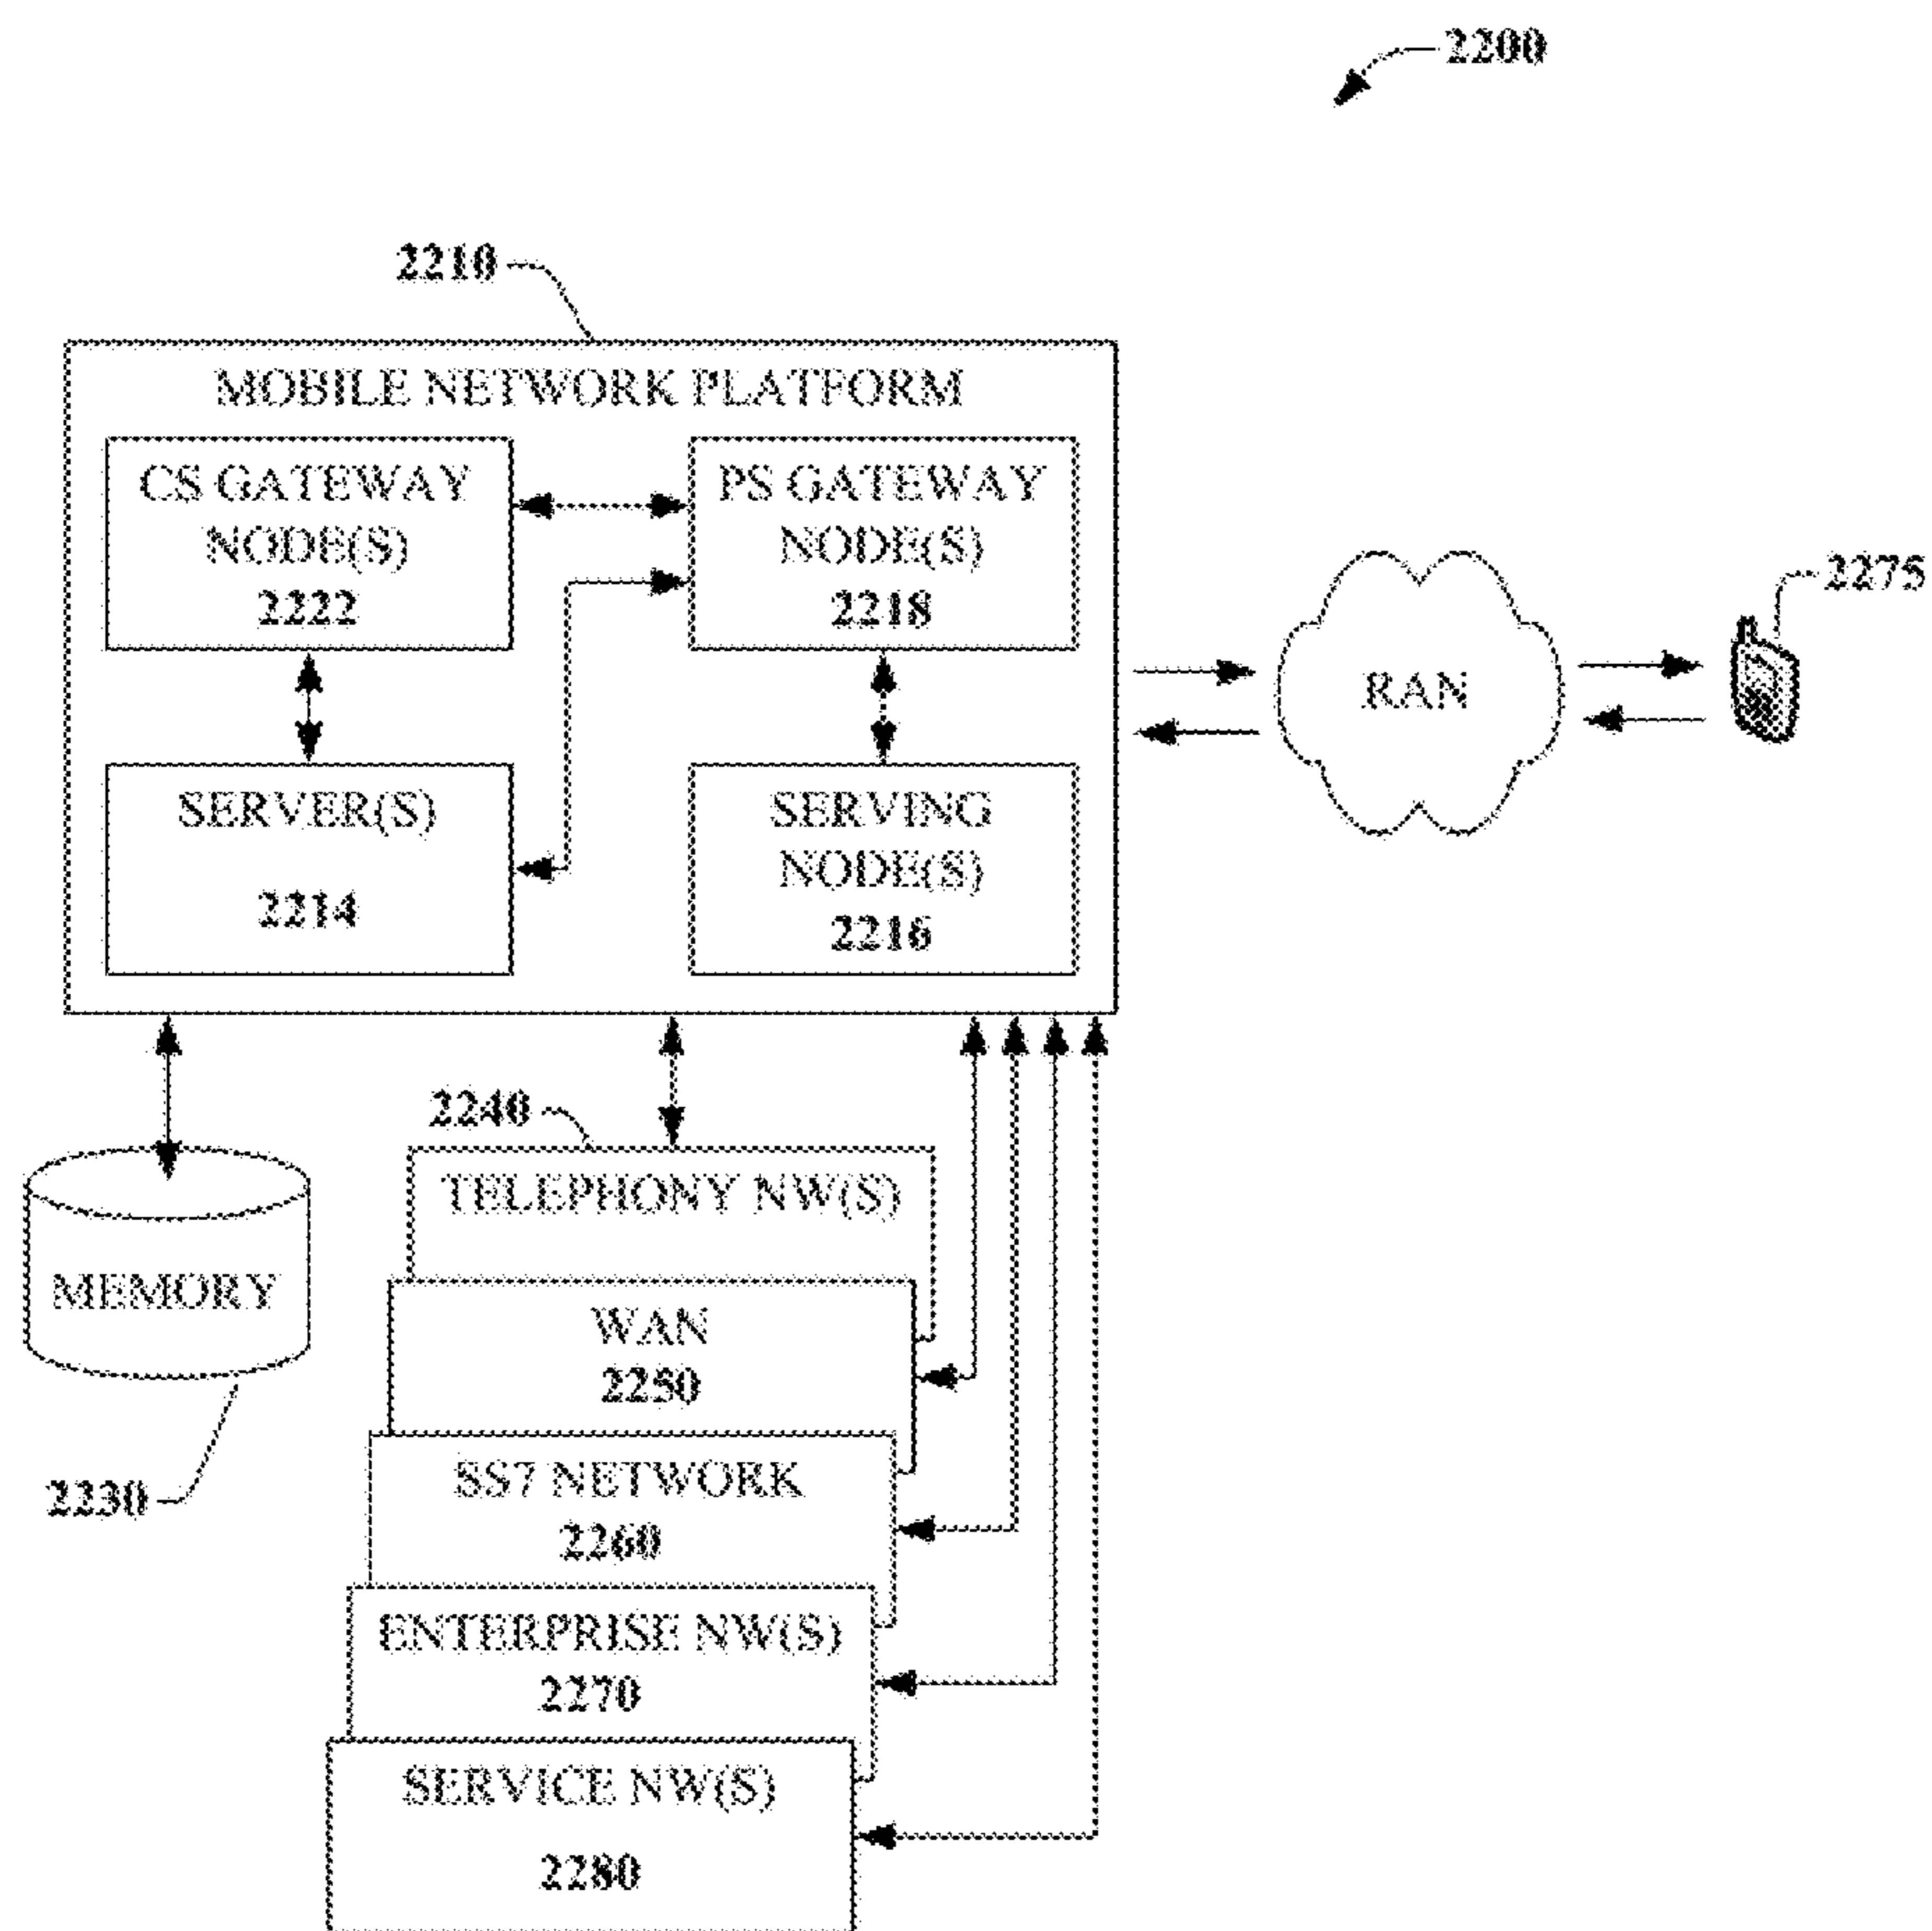 2200
2210
MOBILE NETWORK PLATFORM
CS GATEWAY
NODE(S)
2222
PS GATEWAY
NODE(S)
2218
2275
RAN
SERVER(S)
2214
SERVING
NODE(S)
2216
2240
TELEPHONY NW(S)
MEMORY
2230
WAN
2250
SS7 NETWORK
2260
ENTERPRISE NW(S)
2270
SERVICE NW(S)
2280